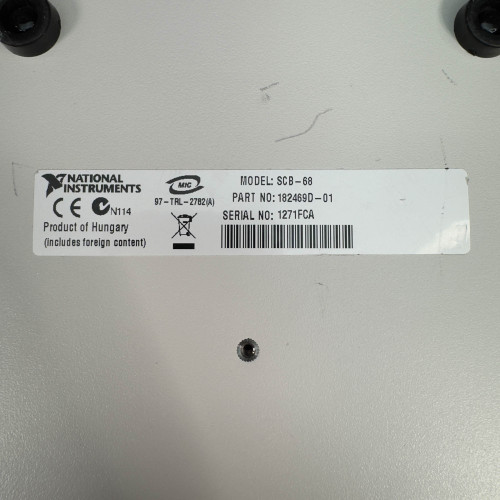 NATIONAL
INSTRUMENTS
CE N114
Product of Hungary
(Includes foreign content)
MIC
97-TRL-2782(A)
MODEL: SCB-68
PART NO: 182469D-01
SERIAL NO: 1271FCA